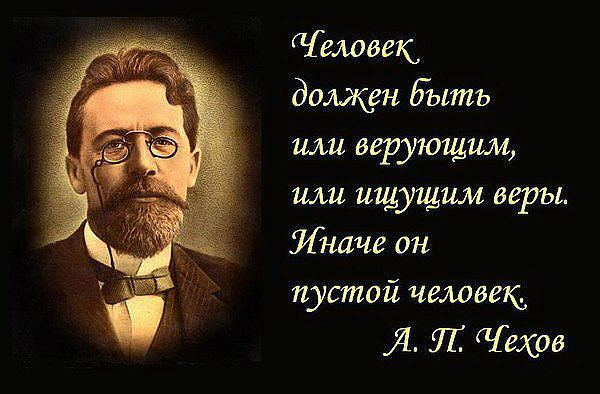 Человек
должен быть
или верующим,
или ищущим веры.
Иначе он
пустой человек.
А. П. Чехов